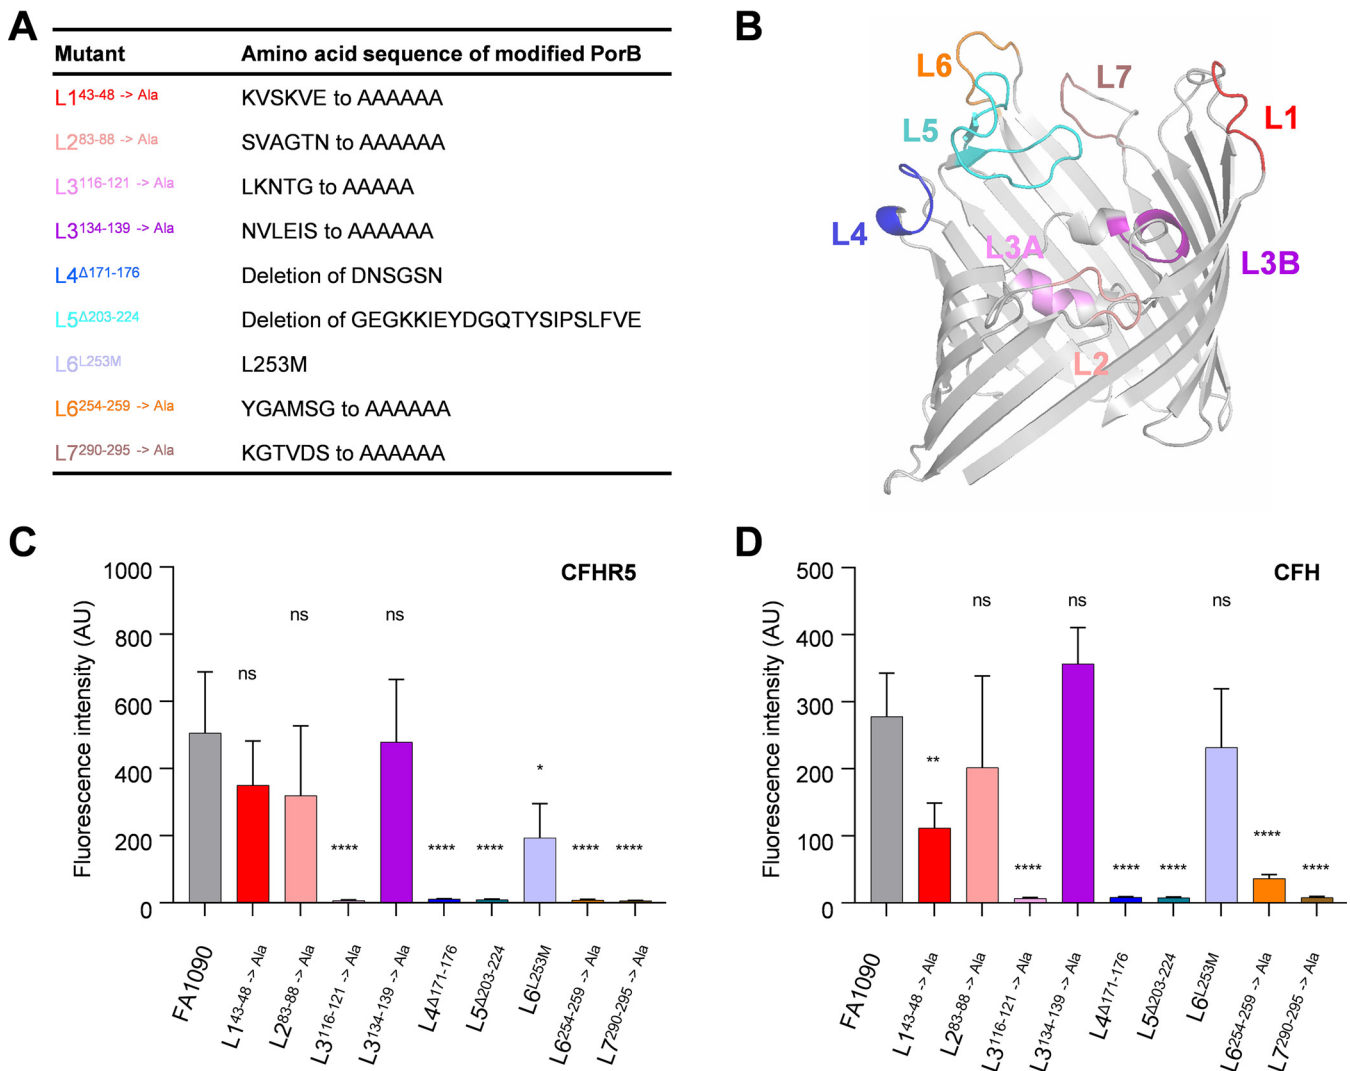 A
Mutant Amino acid sequence of modified PorB
L143-48 -> Ala KVSKVE to AAAAAA
L283-88 -> Ala SVAGTN to AAAAAA
L3116-121 -> Ala LKNTG to AAAAA
L3134-139 -> Ala NVLEIS to AAAAAA
L4Δ171-176 Deletion of DNSGSN
L5Δ203-224 Deletion of GEGKKIEYDGQTYSIPSLFVE
L6L253M L253M
L6254-259 -> Ala YGAMSG to AAAAAA
L7290-295 -> Ala KGTVDS to AAAAAA
B
L6
L7
L1
L5
L4
L3A
L3B
L2
C
CFHR5
Fluorescence intensity (AU)
1000
800
600
400
200
0
ns
ns
****
ns
****
****
*
****
****
FA1090
L143-48 -> Ala
L283-88 -> Ala
L3116-121 -> Ala
L3134-139 -> Ala
L4Δ171-176
L5Δ203-224
L6L253M
L6254-259 -> Ala
L7290-295 -> Ala
D
CFH
Fluorescence intensity (AU)
500
400
300
200
100
0
**
ns
****
ns
****
****
ns
****
****
FA1090
L143-48 -> Ala
L283-88 -> Ala
L3116-121 -> Ala
L3134-139 -> Ala
L4Δ171-176
L5Δ203-224
L6L253M
L6254-259 -> Ala
L7290-295 -> Ala